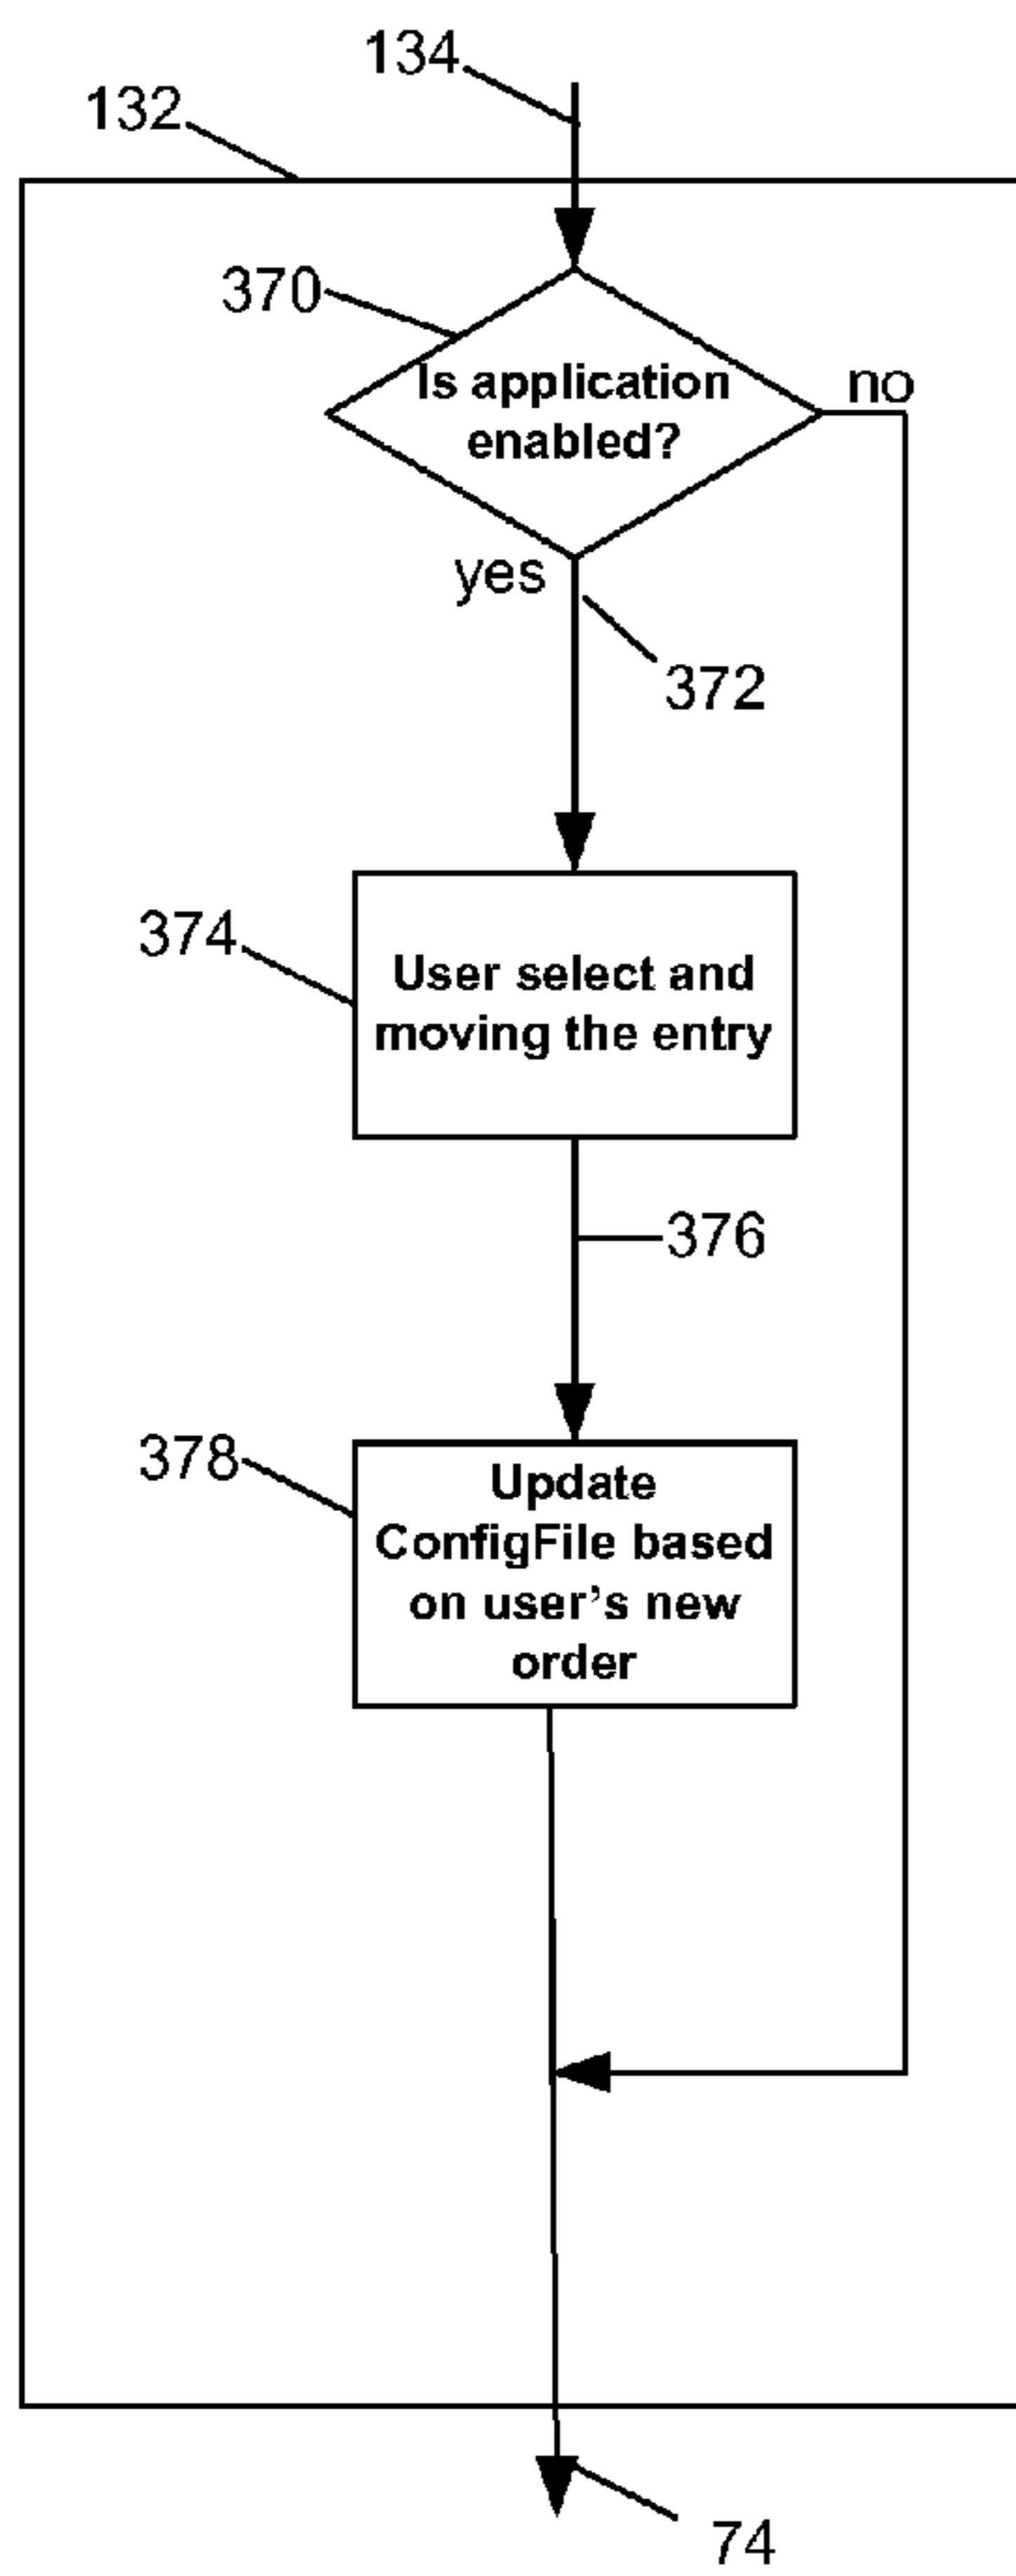 134
132
370
Is application
enabled?
no
yes
372
374
User select and
moving the entry
376
378
Update
ConfigFile based
on user’s new
order
74